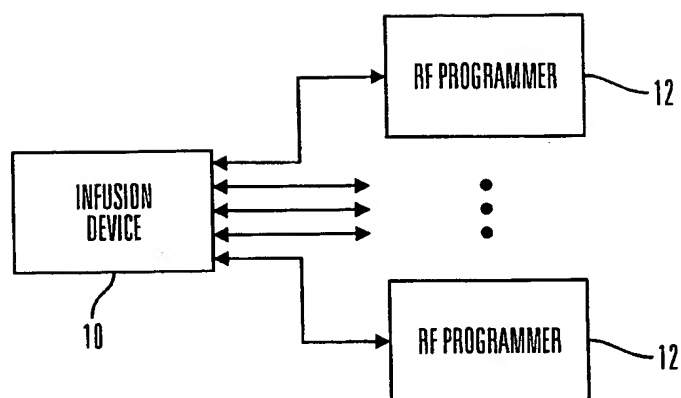 RF PROGRAMMER
12
INFUSION
DEVICE
10
RF PROGRAMMER
12